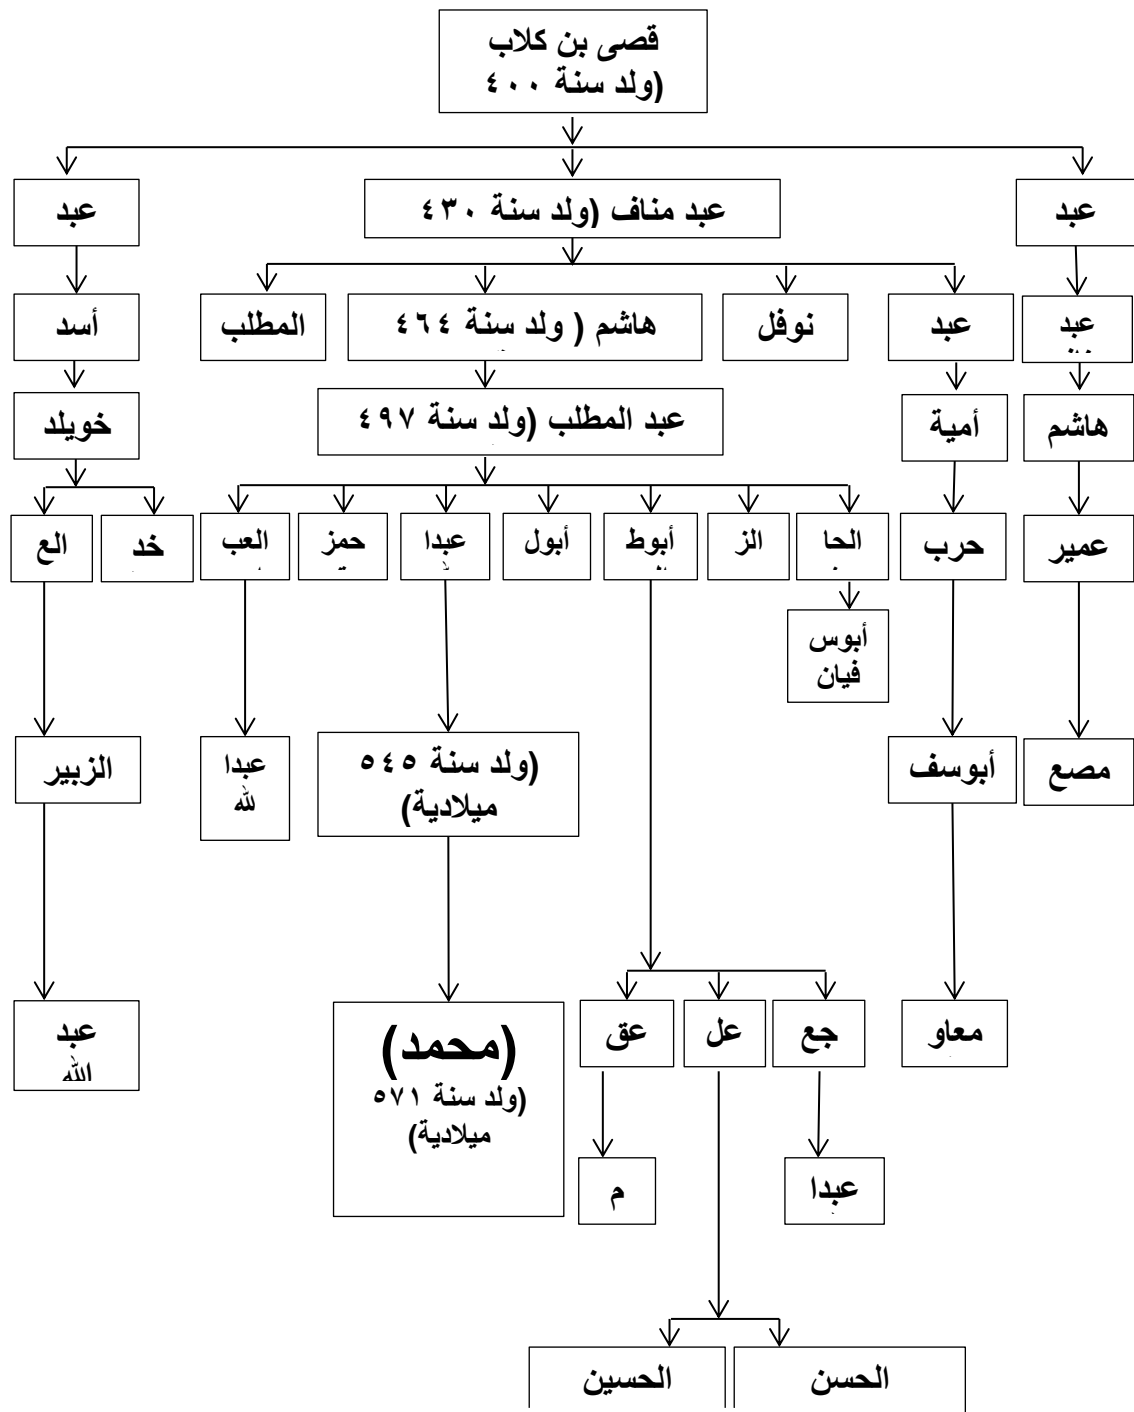 قصى بن كلاب
(ولد سنة ٤٠٠
عبد
عبد مناف (ولد سنة ٤٣٠
عبد
عبد
عبد
نوفل
هاشم ( ولد سنة ٤٦٤
المطلب
أسد
هاشم
أمية
عبد المطلب (ولد سنة ٤٩٧
خويلد
عمير
حرب
الحا
الز
أبوط
أبول
عبدا
حمز
العب
خد
الع
أبوس
فيان
مصع
أبوسف
(ولد سنة ٥٤٥
ميلادية)
عبدا
لله
الزبير
معاو
جع
عل
عق
(محمد)
(ولد سنة ٥٧١
ميلادية)
عبد
الله
عبدا
م
الحسن
الحسين